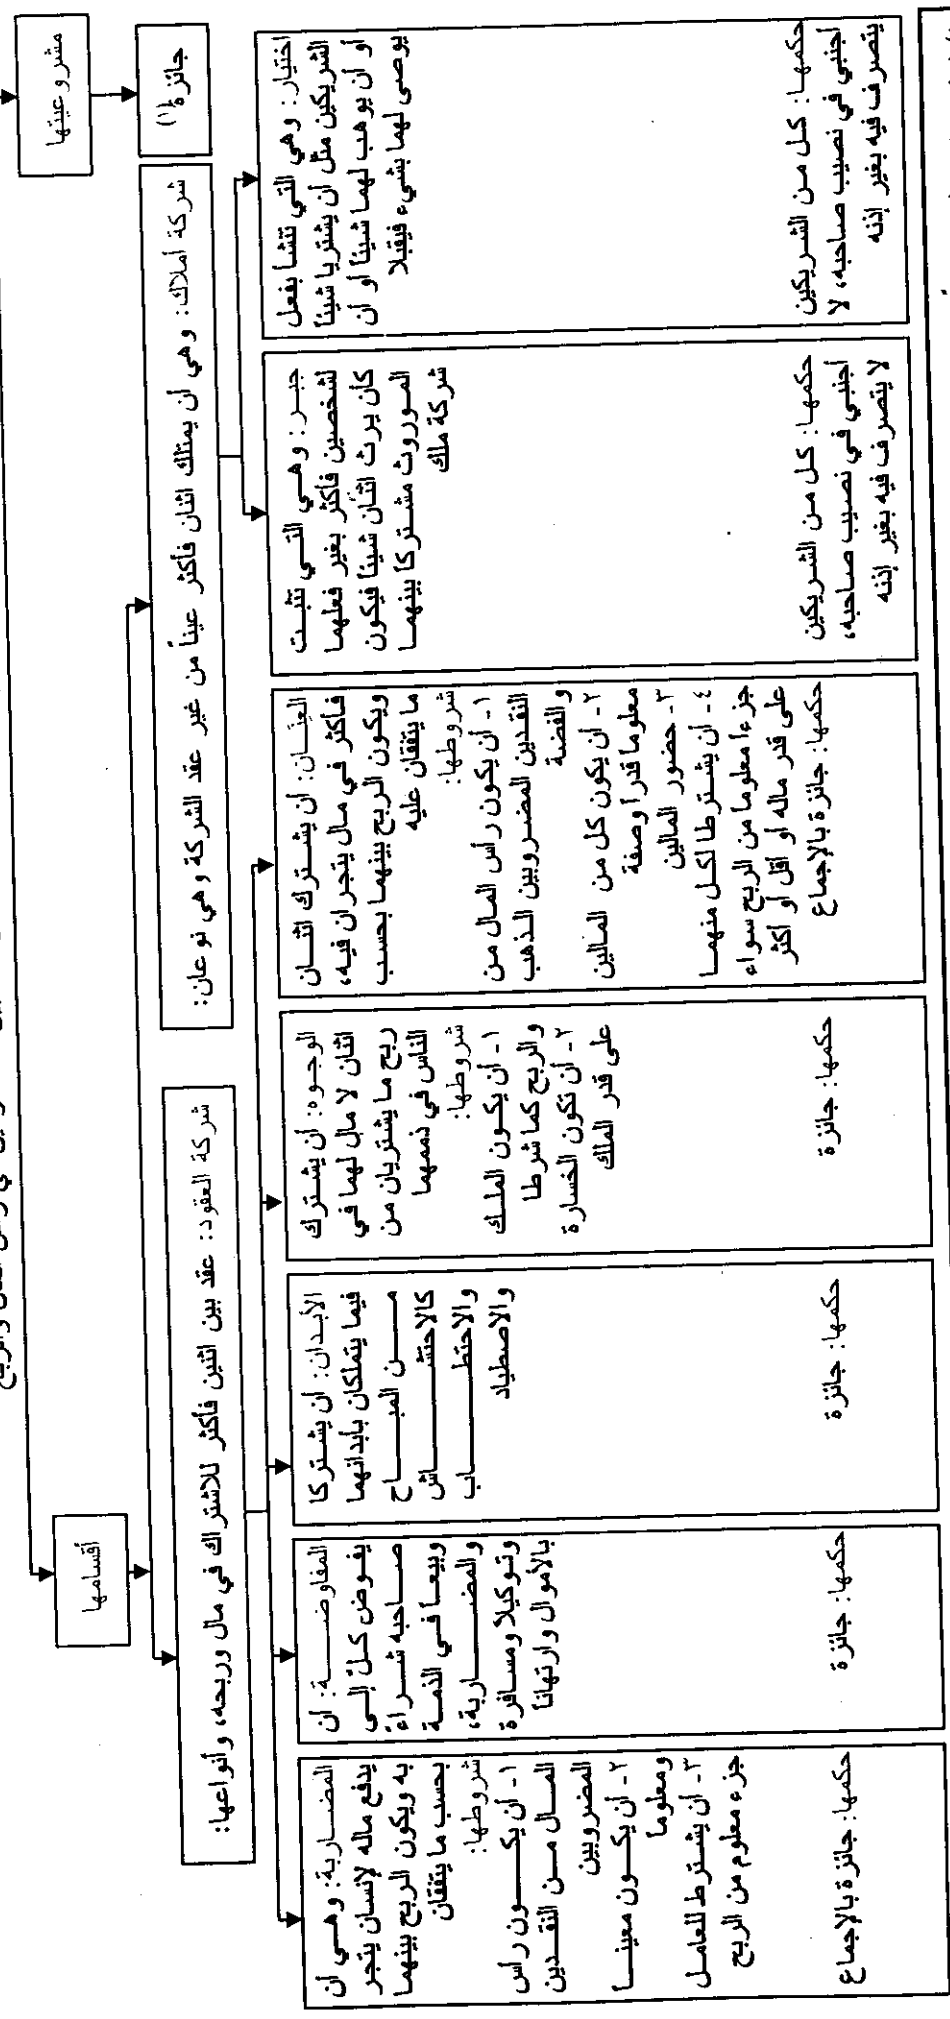 مشروعيتها
جائزة(١)
أقسامها
شركة أملاك: وهي أن يمتلك اثنان فأكثر عيناً من غير عقد الشركة وهي نوعان:
اختيار: وهي التي تنشأ بفعل
الشريكين مثل أن يشتريا شيئاً
أو أن يوهب لهما شيئاً أو أن
يوصى لهما بشيء فيقبلا
حكمها: كل من الشريكين
أجنبي في نصيب صاحبه، لا
يتصرف فيه بغير إذنه
جبر: وهي التي تثبت
لشخصين فأكثر بغير فعلهما
كأن يرث اثنان شيئاً فيكون
الموروث مشتركا بينهما
شركة ملك
حكمها: كل من الشريكين
أجنبي في نصيب صاحبه،
لا يتصرف فيه بغير إذنه
شركة العقود: عقد بين اثنين فأكثر للاشتراك في مال وربحه، وأنواعها:
العنان: أن يشترك اثنان
فأكثر في مال يتجران فيه،
ويكون الربح بينهما بحسب
ما يتفقان عليه
شروطها:
١- أن يكون رأس المال من
النقدين المضروبين الذهب
والفضة
٢- أن يكون كل من المالين
معلوما قدرا وصفة
٣- حضور المالين
٤- أن يشترطا لكل منهما
جزءا معلوما من الربح سواء
على قدر ماله أو أقل أو أكثر
حكمها: جائزة بالإجماع
الوجوه: أن يشترك
اثنان لا مال لهما في
ربح ما يشتريان من
الناس في ذممهما
شروطها:
١- أن يكون الملك
والربح كما شرطا
٢- أن تكون الخسارة
على قدر الملك
حكمها: جائزة
الأبدان: أن يشتركا
فيما يتملكان بأبدانهما
من المباح
كالاحتشاش
والاحتطاب
والاصطياد
حكمها: جائزة
المفاوضة: أن
يفوض كل إلى
صاحبه شراء
وبيعا في الذمة
والمضاربة،
وتوكيلا ومسافرة
بالأموال وارتهانا
حكمها: جائزة
المضاربة: وهي أن
يدفع ماله لإنسان يتجر
به ويكون الربح بينهما
بحسب ما يتفقان
شروطها:
١- أن يكون رأس
المال من النقدين
المضروبين
٢- أن يكون معينا
ومعلوما
٣- أن يشترط للعامل
جزء معلوم من الربح
حكمها: جائزة بالإجماع